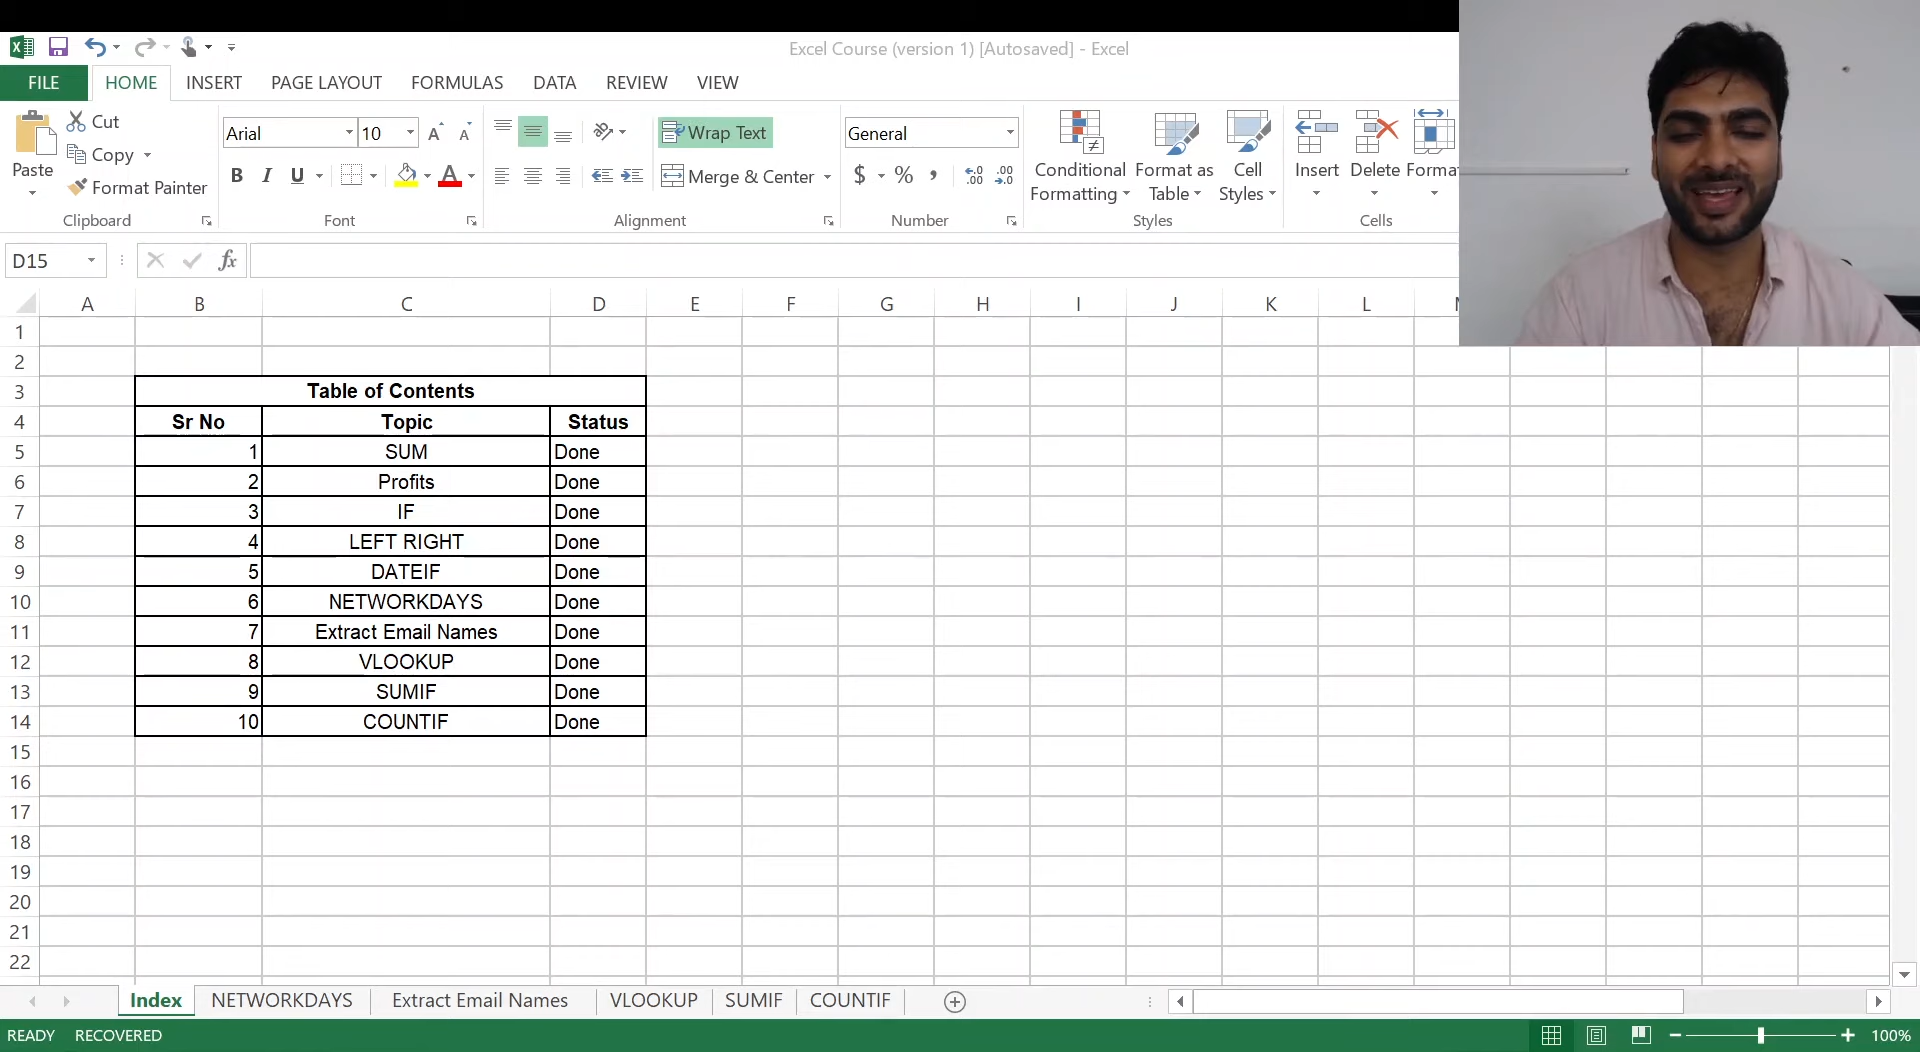 Excel Course (version 1) [Autosaved] - Excel
FILE HOME INSERT PAGE LAYOUT FORMULAS DATA REVIEW VIEW
Paste
Cut
Copy
Format Painter
Clipboard
Arial 10
B I U A
Font
Wrap Text
Merge & Center
Alignment
General
$ % ,
Number
Conditional Formatting
Format as Table
Cell Styles
Styles
Insert Delete Forma
Cells
D15 fx
A B C D E F G H I J K L
1
2
3 Table of Contents
4 Sr No Topic Status
5 1 SUM Done
6 2 Profits Done
7 3 IF Done
8 4 LEFT RIGHT Done
9 5 DATEIF Done
10 6 NETWORKDAYS Done
11 7 Extract Email Names Done
12 8 VLOOKUP Done
13 9 SUMIF Done
14 10 COUNTIF Done
15
16
17
18
19
20
21
22
Index NETWORKDAYS Extract Email Names VLOOKUP SUMIF COUNTIF
READY RECOVERED 100%